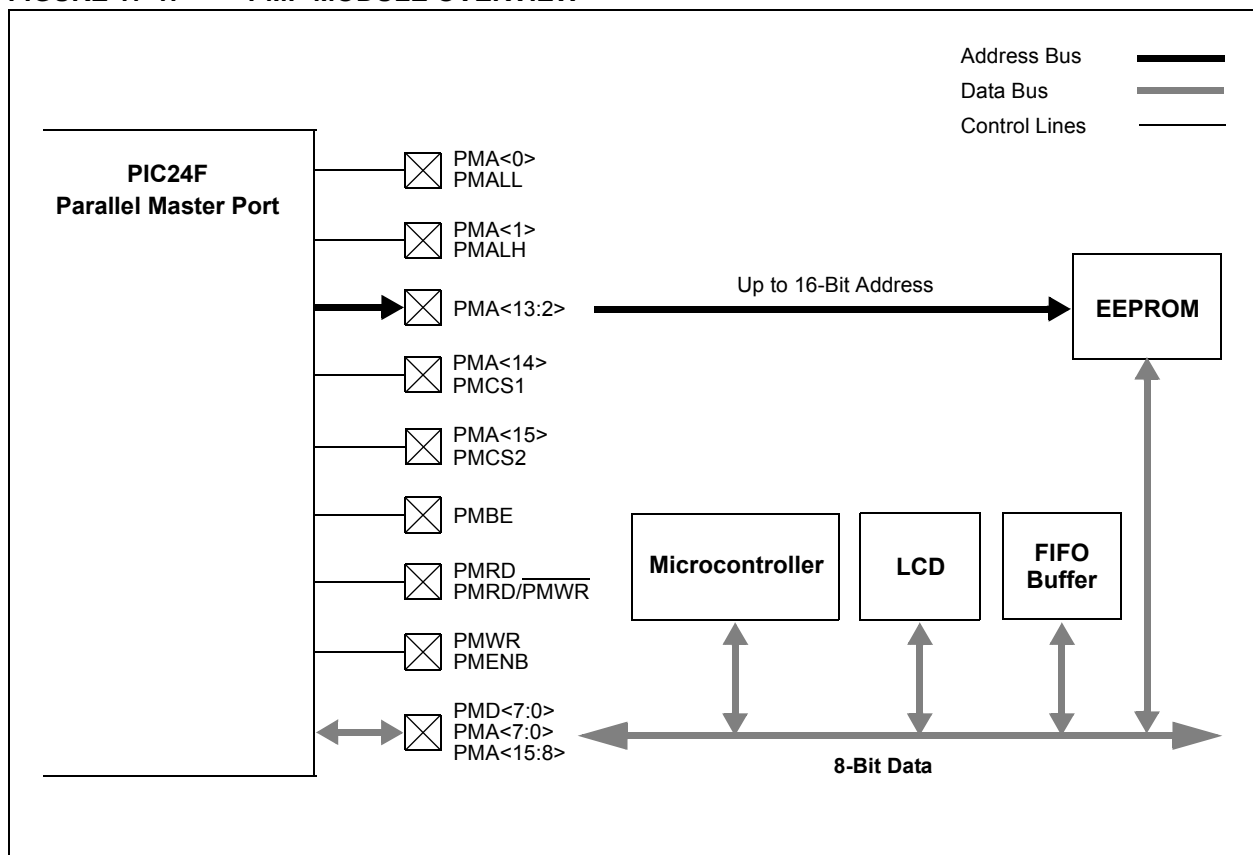 Address Bus
Data Bus
Control Lines
PIC24F
Parallel Master Port
PMA<0>
PMALL
PMA<1>
PMALH
PMA<13:2>
Up to 16-Bit Address
EEPROM
PMA<14>
PMCS1
PMA<15>
PMCS2
PMBE
Microcontroller
LCD
FIFO
Buffer
PMRD
PMRD/PMWR
PMWR
PMENB
PMD<7:0>
PMA<7:0>
PMA<15:8>
8-Bit Data